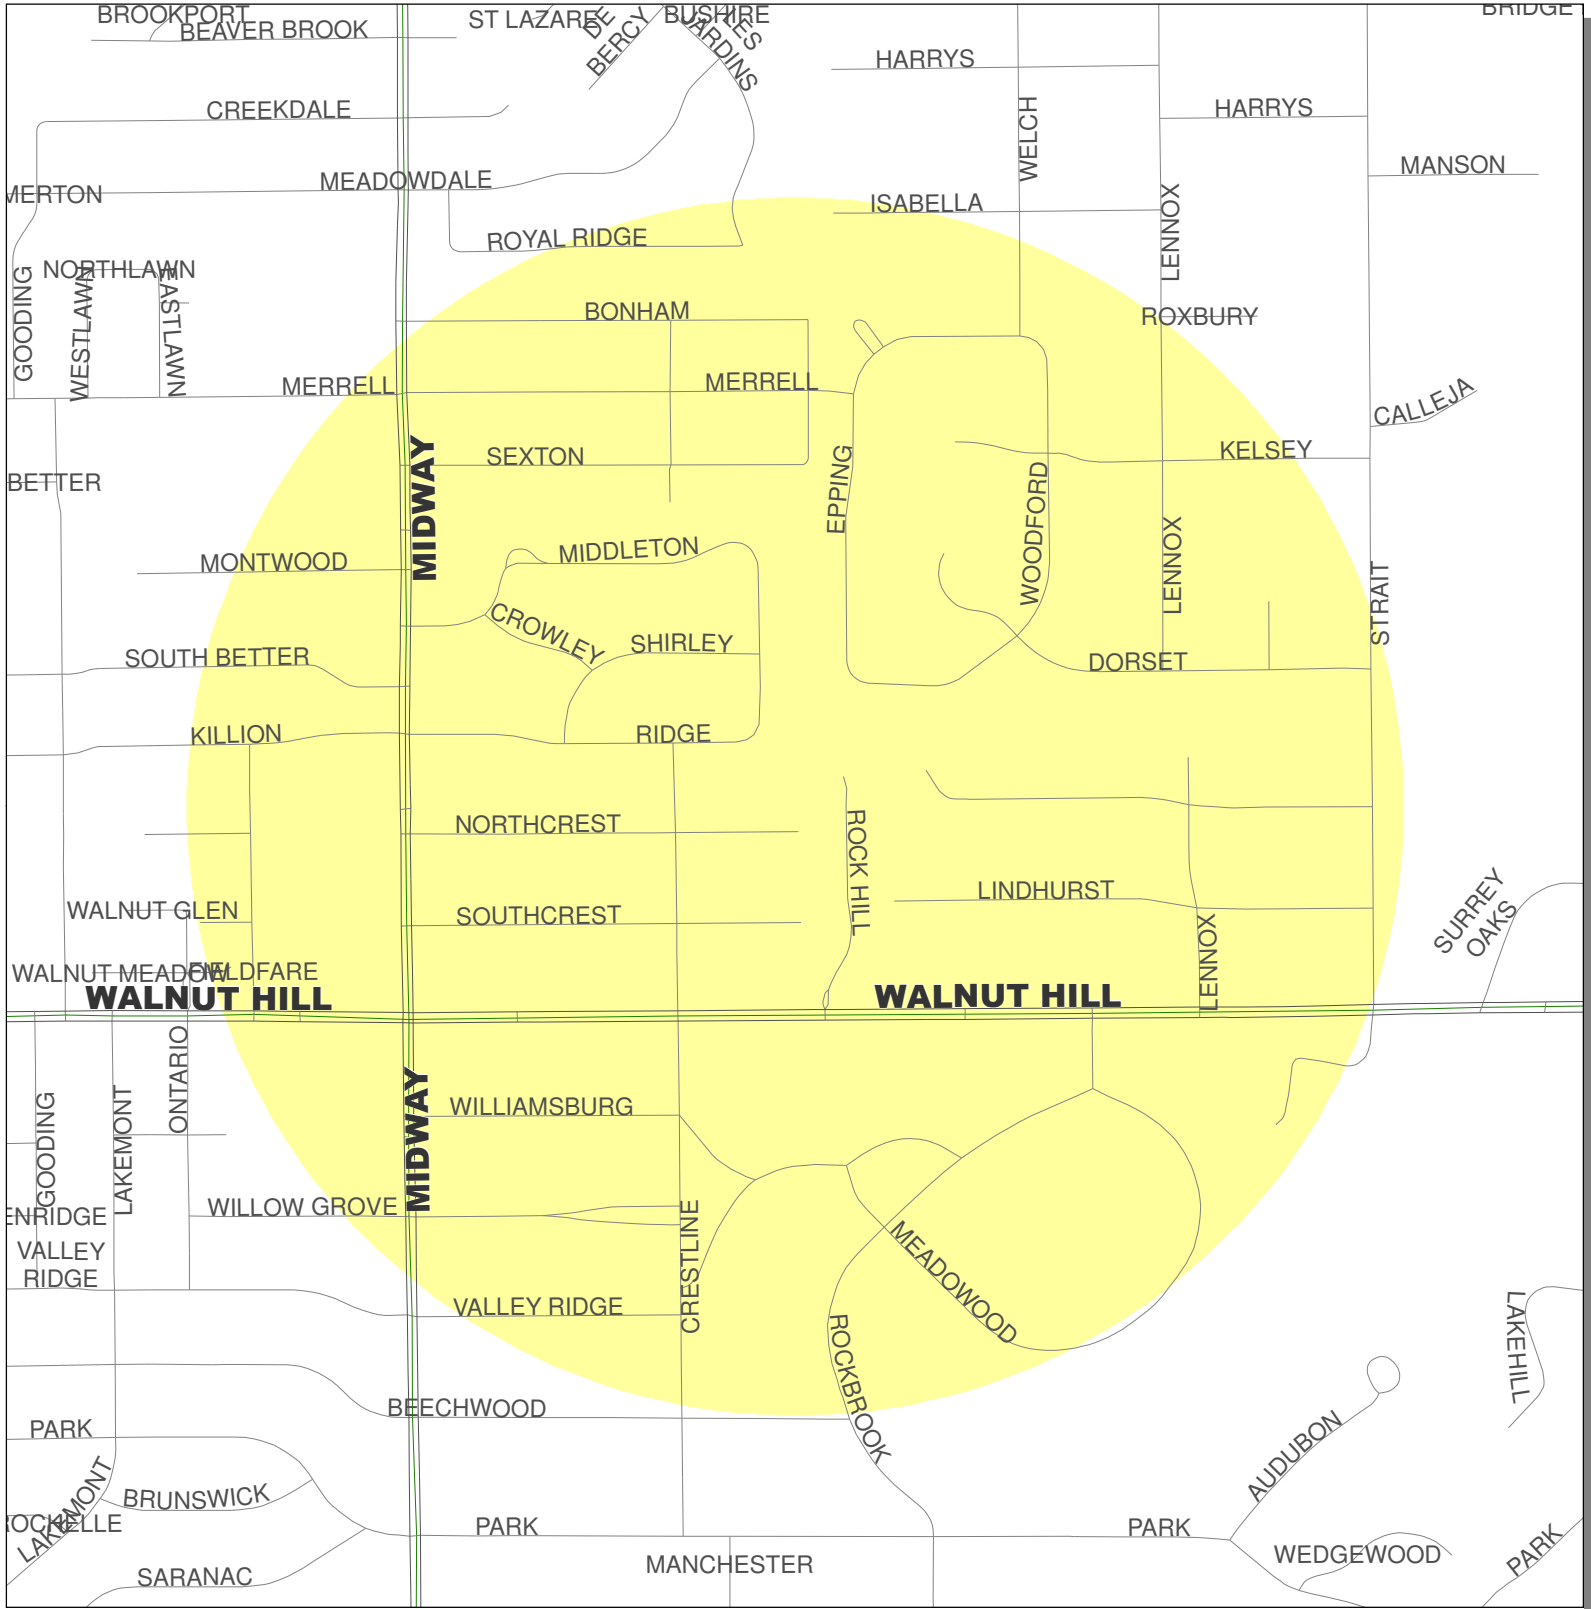 BROOKPORT
BEAVER BROOK
ST LAZARE
DE
BERCY
BUSHIRE
LES
JARDINS
BRIDGE
HARRYS
HARRYS
CREEKDALE
WELCH
MANSON
MEADOWDALE
MERTON
ISABELLA
LENNOX
ROYAL RIDGE
NORTHLAWN
GOODING
WESTLAWN
EASTLAWN
BONHAM
ROXBURY
MERRELL
MERRELL
CALLEJA
MIDWAY
SEXTON
KELSEY
BETTER
EPPING
WOODFORD
LENNOX
MONTWOOD
MIDDLETON
STRAIT
CROWLEY
SHIRLEY
SOUTH BETTER
DORSET
KILLION
RIDGE
NORTHCREST
ROCK HILL
LINDHURST
WALNUT GLEN
SOUTHCREST
SURREY
OAKS
LENNOX
WALNUT MEADOW
FIELDFARE
WALNUT HILL
WALNUT HILL
ONTARIO
GOODING
LAKEMONT
MIDWAY
WILLIAMSBURG
WILLOW GROVE
ENRIDGE
VALLEY
RIDGE
CRESTLINE
MEADOWOOD
VALLEY RIDGE
LAKEHILL
ROCKBROOK
BEECHWOOD
PARK
AUDUBON
LAKEMONT
BRUNSWICK
ROCHELLE
PARK
PARK
WEDGEWOOD
PARK
MANCHESTER
SARANAC